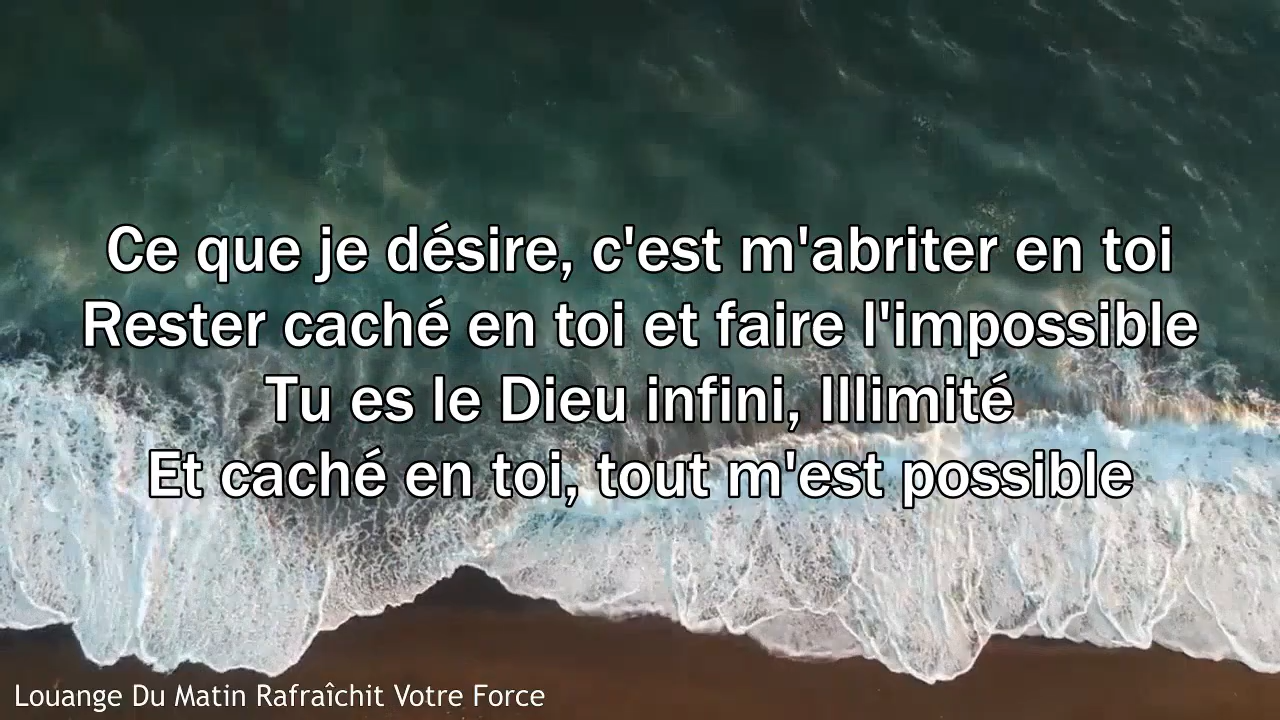 Ce que je désire, c'est m'abriter en toi
Rester caché en toi et faire l'impossible
Tu es le Dieu infini, Illimité
Et caché en toi, tout m'est possible
Louange Du Matin Rafraîchit Votre Force